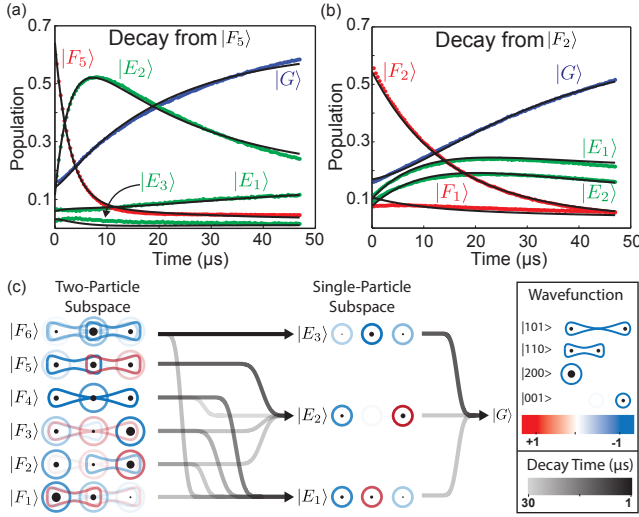 (a)
Decay from |F₅⟩
|F₅⟩
|E₂⟩
|G⟩
|E₃⟩
|E₁⟩
0.7
0.5
0.3
0.1
Population
0 10 20 30 40 50
Time (μs)
(b)
Decay from |F₂⟩
|F₂⟩
|G⟩
|E₁⟩
|E₂⟩
|F₁⟩
0.7
0.5
0.3
0.1
Population
0 10 20 30 40 50
Time (μs)
(c)
Two-Particle
Subspace
|F₆⟩
|F₅⟩
|F₄⟩
|F₃⟩
|F₂⟩
|F₁⟩
Single-Particle
Subspace
|E₃⟩
|E₂⟩
|E₁⟩
|G⟩
Wavefunction
|101>
|110>
|200>
|001>
+1 -1
Decay Time (μs)
30 1